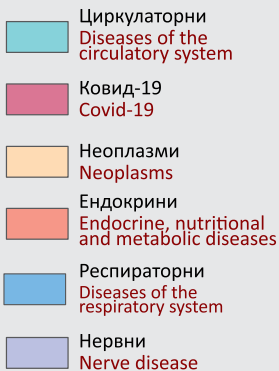 Циркулаторни
Diseases of the
circulatory system
Ковид-19
Covid-19
Неоплазми
Neoplasms
Ендокрини
Endocrine, nutritional
and metabolic diseases
Респираторни
Diseases of the
respiratory system
Нервни
Nerve disease